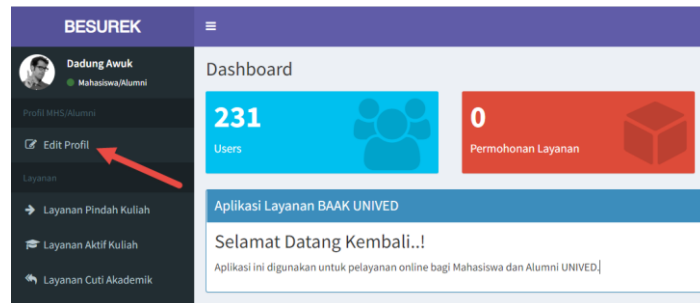 BESUREK
Dadung Awuk
Mahasiswa/Alumni
Profil MHS/Alumni
Edit Profil
Layanan
Layanan Pindah Kuliah
Layanan Aktif Kuliah
Layanan Cuti Akademik
Dashboard
231
Users
0
Permohonan Layanan
Aplikasi Layanan BAAK UNIVED
Selamat Datang Kembali..!
Aplikasi ini digunakan untuk pelayanan online bagi Mahasiswa dan Alumni UNIVED.